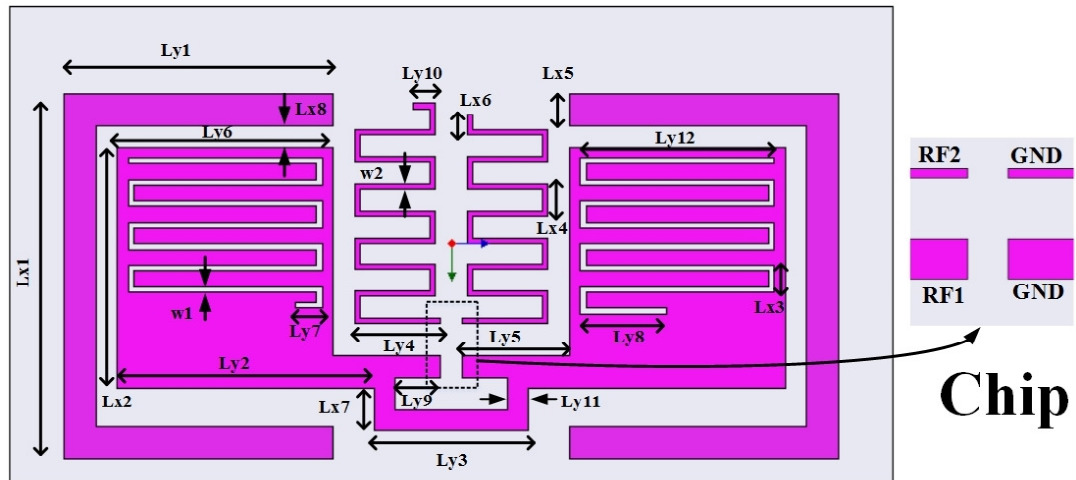 Ly1
Ly10
Lx5
Lx8
Lx6
Ly6
Ly12
RF2 GND
w2
Lx4
Lx1
RF1 GND
Lx3
w1
Ly7
Ly4
Ly5
Ly8
Ly2
Lx2
Lx7
Ly9
Ly11
Chip
Ly3